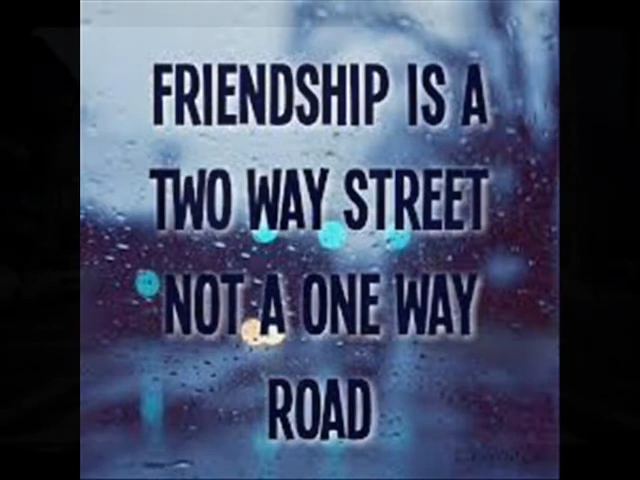 FRIENDSHIP IS A
TWO WAY STREET
NOT A ONE WAY
ROAD